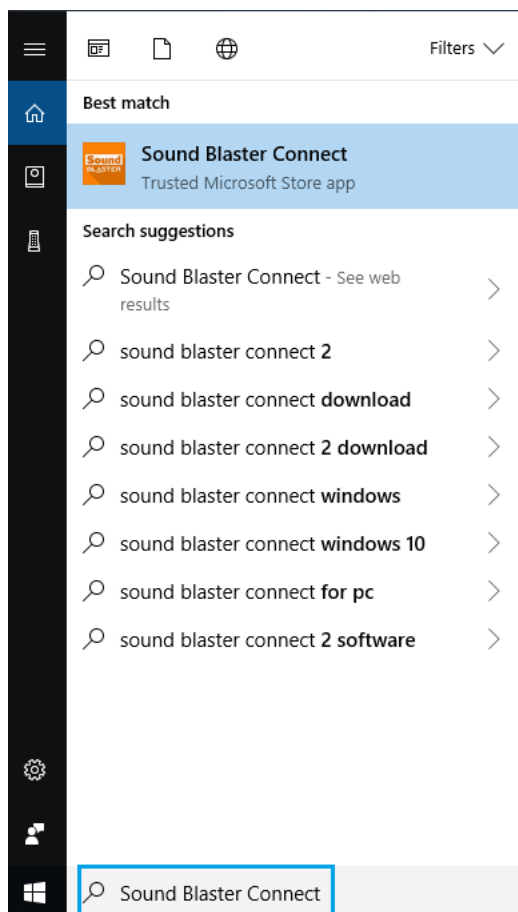 Filters
Best match
Sound BLASTER
Sound Blaster Connect
Trusted Microsoft Store app
Search suggestions
Sound Blaster Connect - See web
results
sound blaster connect 2
sound blaster connect download
sound blaster connect 2 download
sound blaster connect windows
sound blaster connect windows 10
sound blaster connect for pc
sound blaster connect 2 software
Sound Blaster Connect